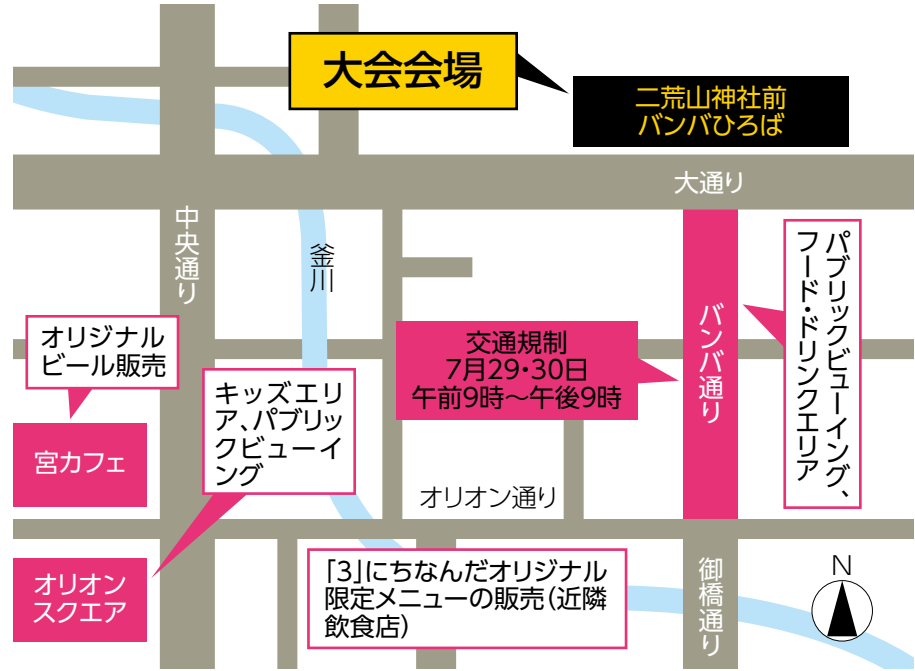 大会会場
二荒山神社前
バンバひろば
大通り
中央通り
釜川
パブリックビューイング、
フード・ドリンクエリア
バンバ通り
交通規制
7月29・30日
午前9時～午後9時
オリジナル
ビール販売
キッズエリ
ア、パブリッ
クビューイ
ング
宮カフェ
オリオン通り
オリオン
スクエア
「3」にちなんだオリジナル
限定メニューの販売(近隣
飲食店)
御橋通り
N